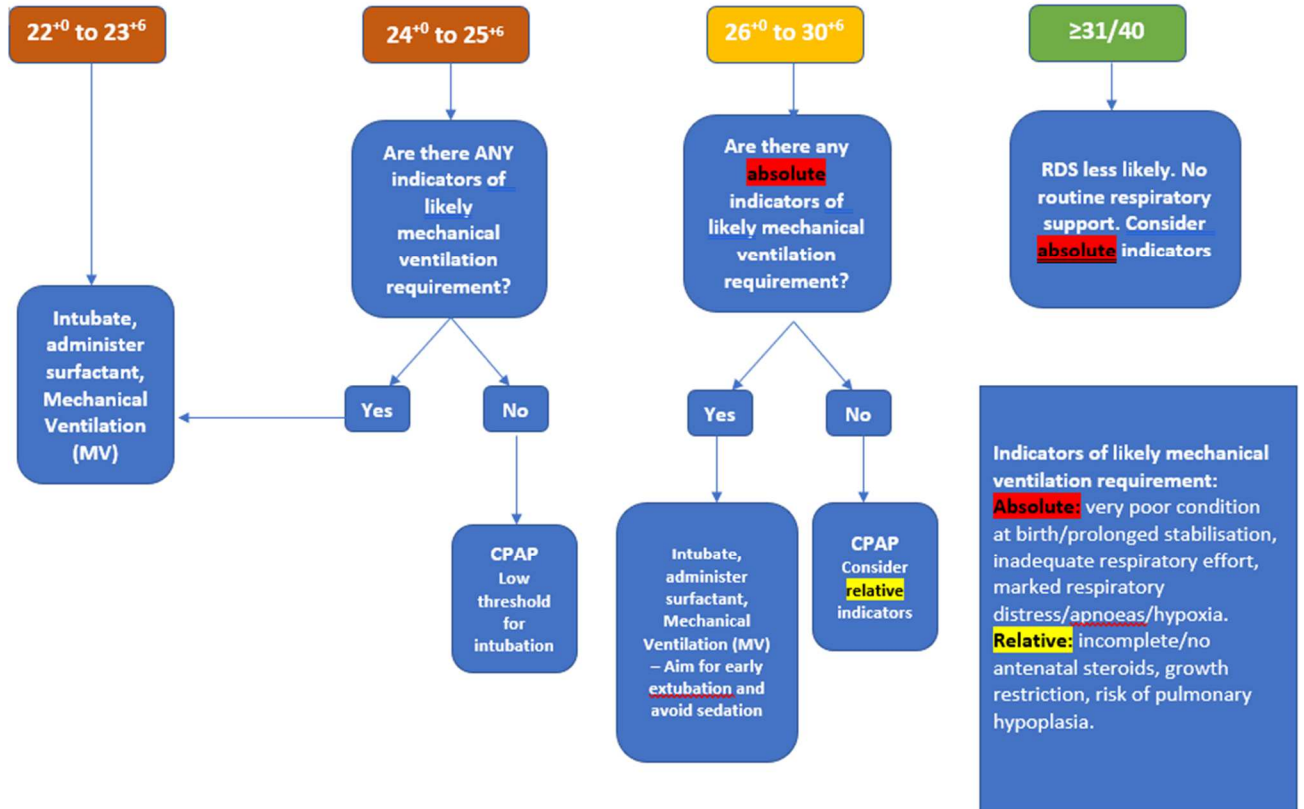 22⁺⁰ to 23⁺⁶
24⁺⁰ to 25⁺⁶
26⁺⁰ to 30⁺⁶
≥31/40
Are there ANY
indicators of
likely
mechanical
ventilation
requirement?
Are there any
absolute
indicators of
likely mechanical
ventilation
requirement?
RDS less likely. No
routine respiratory
support. Consider
absolute indicators
Intubate,
administer
surfactant,
Mechanical
Ventilation
(MV)
Yes
No
Yes
No
CPAP
Low
threshold
for
intubation
Intubate,
administer
surfactant,
Mechanical
Ventilation (MV)
– Aim for early
extubation and
avoid sedation
CPAP
Consider
relative
indicators
Indicators of likely mechanical
ventilation requirement:
Absolute: very poor condition
at birth/prolonged stabilisation,
inadequate respiratory effort,
marked respiratory
distress/apnoeas/hypoxia.
Relative: incomplete/no
antenatal steroids, growth
restriction, risk of pulmonary
hypoplasia.